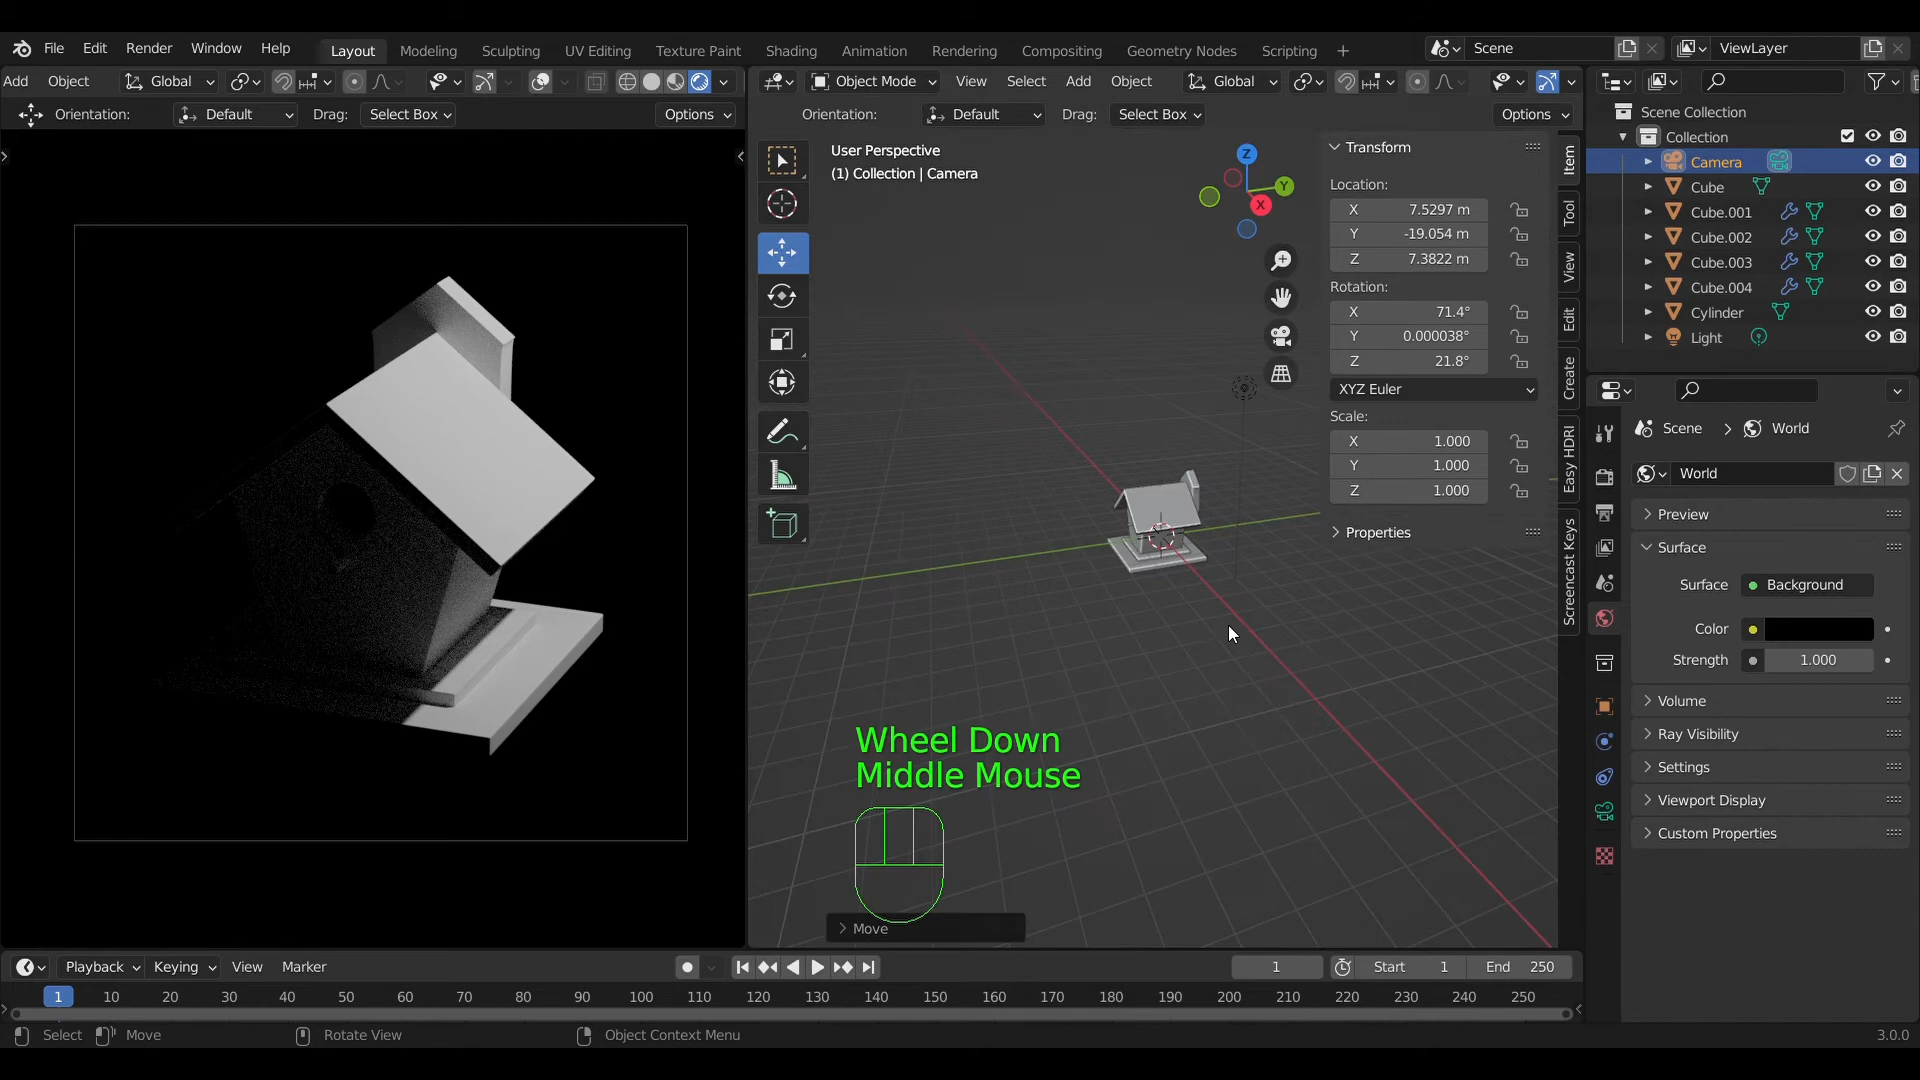 File Edit Render Window Help Layout Modeling Sculpting UV Editing Texture Paint Shading Animation Rendering Compositing Geometry Nodes Scripting + Scene ViewLayer
Add Object Global Object Mode View Select Add Object Global
Orientation: Default Drag: Select Box Options Orientation: Default Drag: Select Box Options
User Perspective
(1) Collection | Camera
Z
Y
X
Transform
Location:
X 7.5297 m
Y -19.054 m
Z 7.3822 m
Rotation:
X 71.4°
Y 0.000038°
Z 21.8°
XYZ Euler
Scale:
X 1.000
Y 1.000
Z 1.000
Properties
Item
Tool
View
Edit
Create
Easy HDRI
Screencast Keys
Scene Collection
Collection
Camera
Cube
Cube.001
Cube.002
Cube.003
Cube.004
Cylinder
Light
Scene > World
World
Preview
Surface
Surface Background
Color
Strength 1.000
Volume
Ray Visibility
Settings
Viewport Display
Custom Properties
Wheel Down
Middle Mouse
Move
Playback Keying View Marker 1 Start 1 End 250
1 10 20 30 40 50 60 70 80 90 100 110 120 130 140 150 160 170 180 190 200 210 220 230 240 250
Select Move Rotate View Object Context Menu 3.0.0